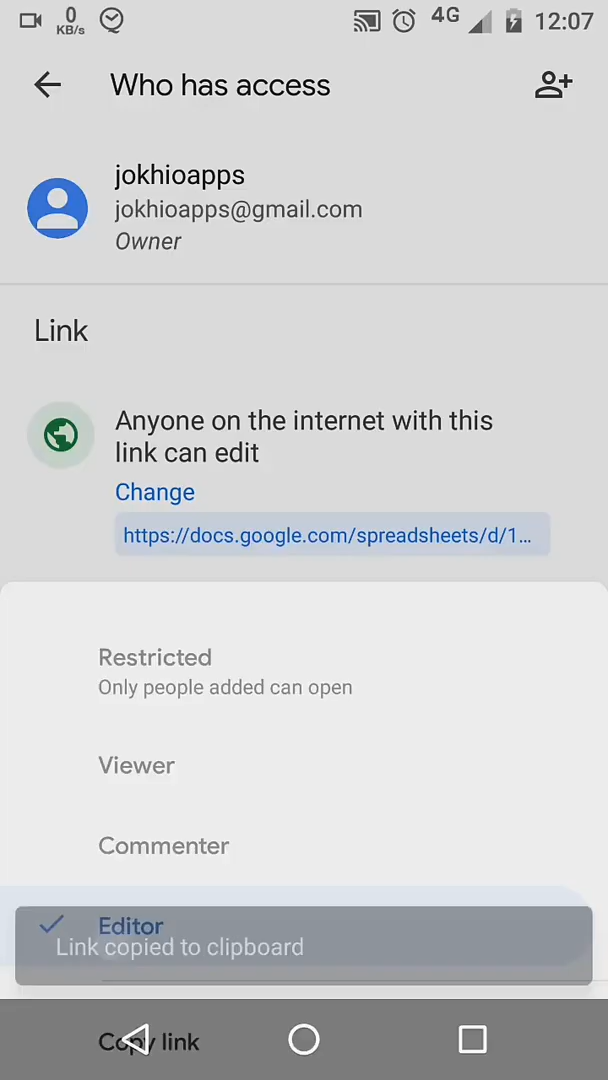 0
KB/s
4G
12:07
Who has access
jokhioapps
jokhioapps@gmail.com
Owner
Link
Anyone on the internet with this
link can edit
Change
https://docs.google.com/spreadsheets/d/1...
Restricted
Only people added can open
Viewer
Commenter
Editor
Link copied to clipboard
Copy link